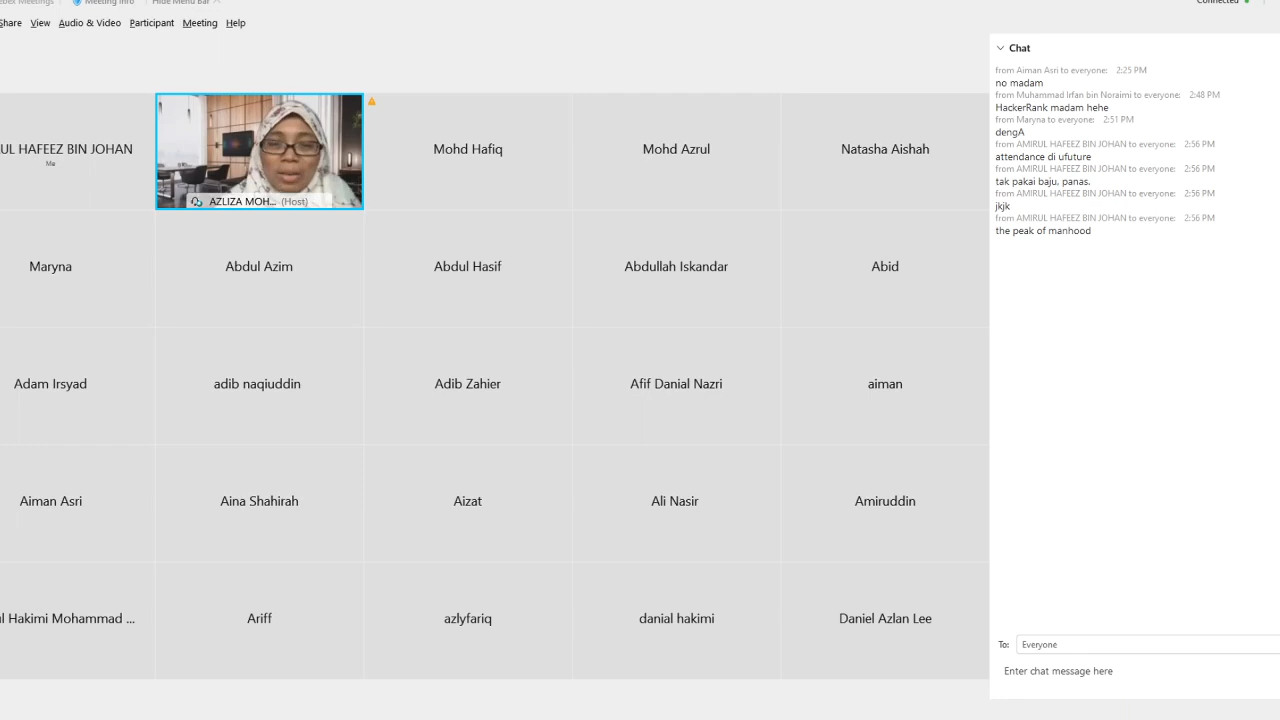 Meeting Info
Hide Menu Bar
Connected
Share View Audio & Video Participant Meeting Help
Chat
from Aiman Asri to everyone: 2:25 PM
no madam
from Muhammad Irfan bin Noraimi to everyone: 2:48 PM
HackerRank madam hehe
from Maryna to everyone: 2:51 PM
dengA
from AMIRUL HAFEEZ BIN JOHAN to everyone: 2:56 PM
attendance di ufuture
from AMIRUL HAFEEZ BIN JOHAN to everyone: 2:56 PM
tak pakai baju, panas.
from AMIRUL HAFEEZ BIN JOHAN to everyone: 2:56 PM
jkjk
from AMIRUL HAFEEZ BIN JOHAN to everyone: 2:56 PM
the peak of manhood
UL HAFEEZ BIN JOHAN
Me
AZLIZA MOH... (Host)
Mohd Hafiq
Mohd Azrul
Natasha Aishah
Maryna
Abdul Azim
Abdul Hasif
Abdullah Iskandar
Abid
Adam Irsyad
adib naqiuddin
Adib Zahier
Afif Danial Nazri
aiman
Aiman Asri
Aina Shahirah
Aizat
Ali Nasir
Amiruddin
l Hakimi Mohammad ...
Ariff
azlyfariq
danial hakimi
Daniel Azlan Lee
To: Everyone
Enter chat message here